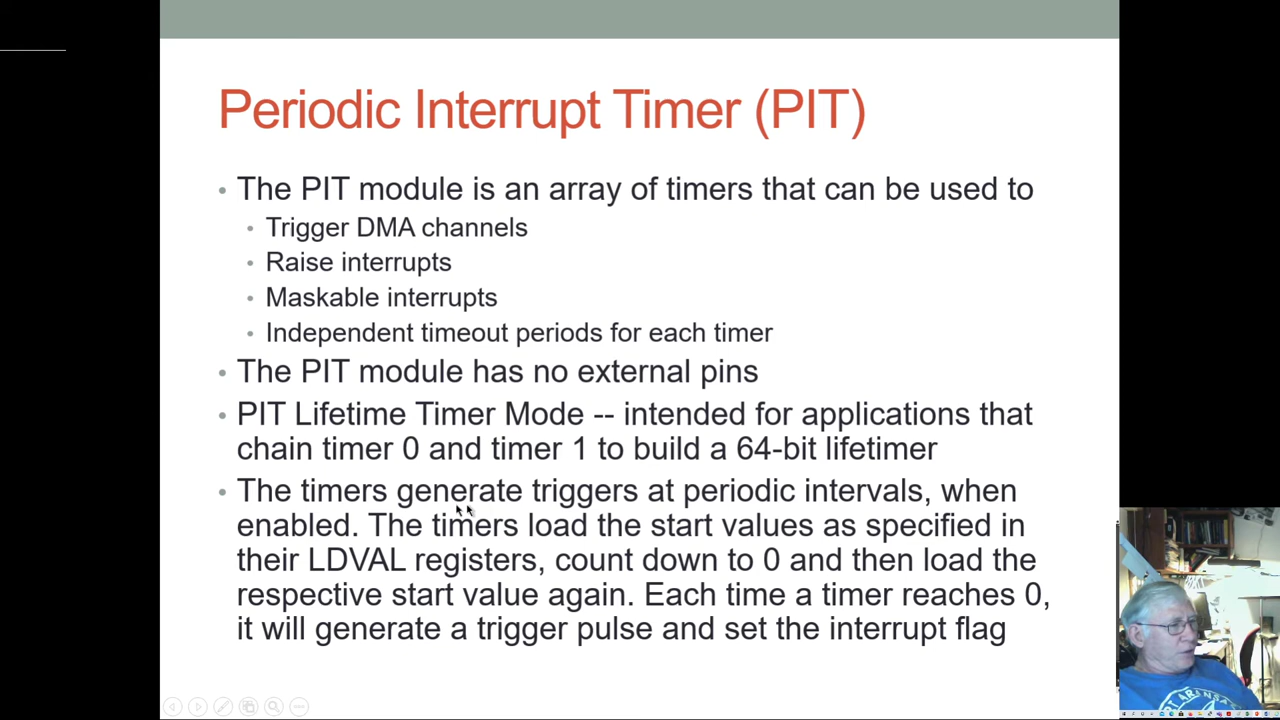 Periodic Interrupt Timer (PIT)
• The PIT module is an array of timers that can be used to
• Trigger DMA channels
• Raise interrupts
• Maskable interrupts
• Independent timeout periods for each timer
• The PIT module has no external pins
• PIT Lifetime Timer Mode -- intended for applications that
chain timer 0 and timer 1 to build a 64-bit lifetimer
• The timers generate triggers at periodic intervals, when
enabled. The timers load the start values as specified in
their LDVAL registers, count down to 0 and then load the
respective start value again. Each time a timer reaches 0,
it will generate a trigger pulse and set the interrupt flag